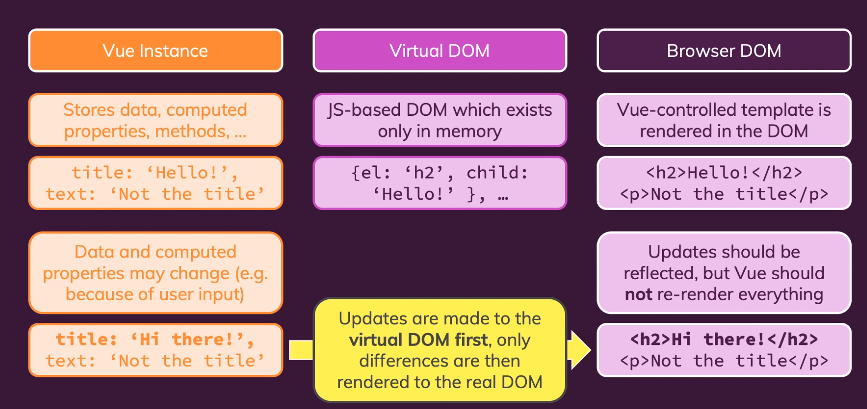 Vue Instance
Stores data, computed
properties, methods, …
title: ‘Hello!’,
text: ‘Not the title’
Data and computed
properties may change (e.g.
because of user input)
title: ‘Hi there!’,
text: ‘Not the title’
Virtual DOM
JS-based DOM which exists
only in memory
{el: ‘h2’, child:
‘Hello!’ }, …
Updates are made to the
virtual DOM first, only
differences are then
rendered to the real DOM
Browser DOM
Vue-controlled template is
rendered in the DOM
<h2>Hello!</h2>
<p>Not the title</p>
Updates should be
reflected, but Vue should
not re-render everything
<h2>Hi there!</h2>
<p>Not the title</p>